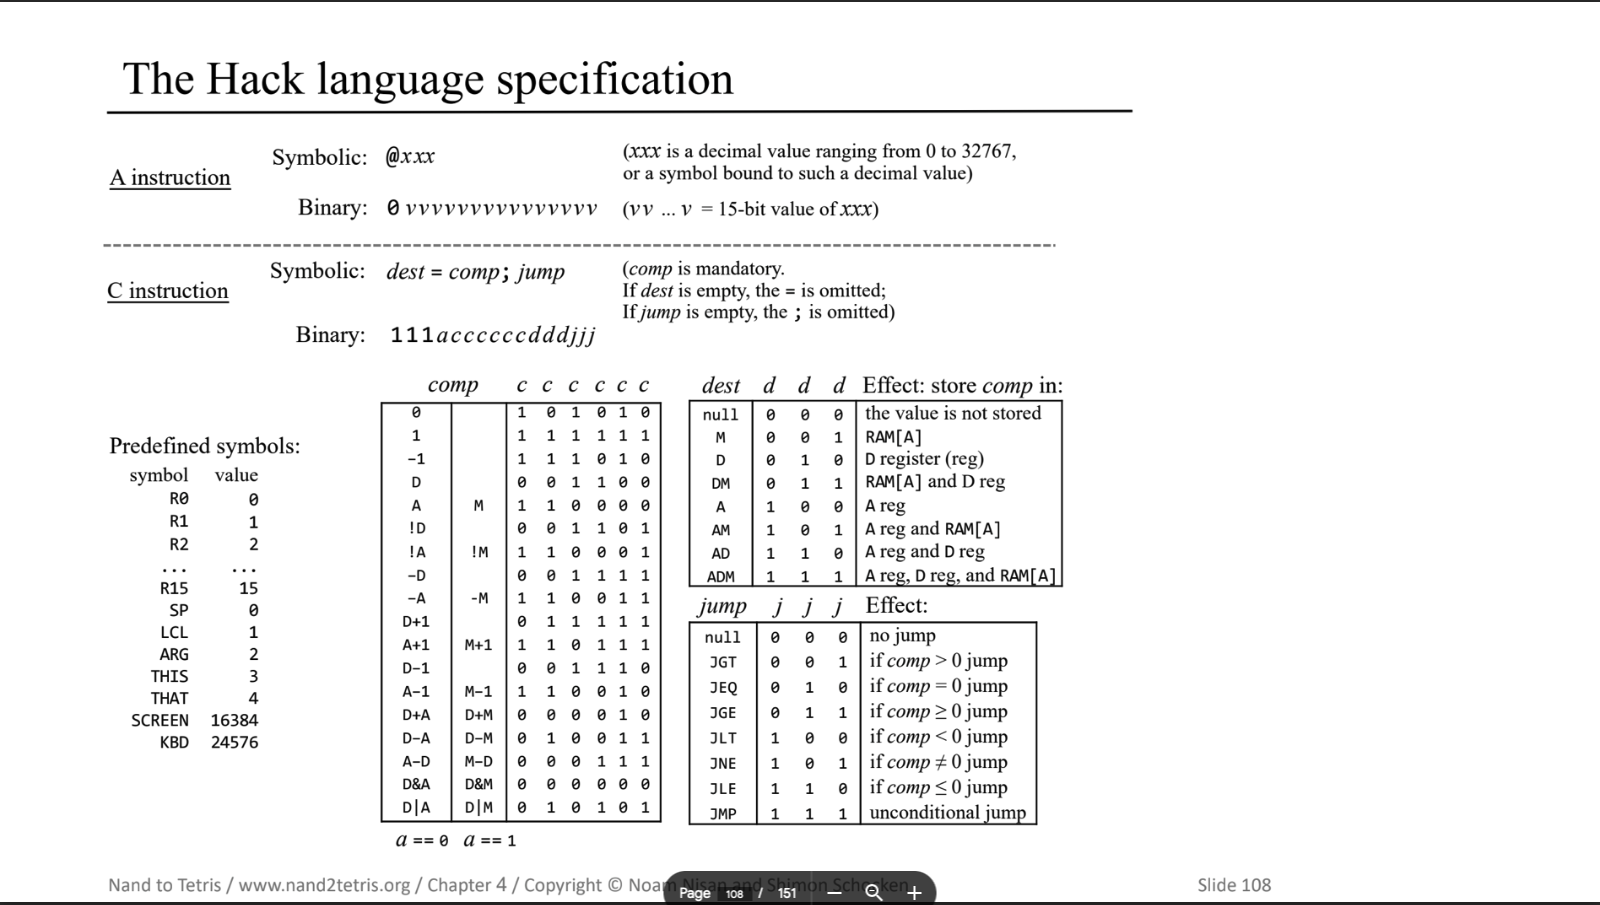 The Hack language specification
A instruction
Symbolic: @xxx (xxx is a decimal value ranging from 0 to 32767,
or a symbol bound to such a decimal value)
Binary: 0 vvvvvvvvvvvvvvv (vv ... v = 15-bit value of xxx)
C instruction
Symbolic: dest = comp; jump (comp is mandatory.
If dest is empty, the = is omitted;
If jump is empty, the ; is omitted)
Binary: 111accccccdddjjj
Predefined symbols:
symbol value
R0 0
R1 1
R2 2
... ...
R15 15
SP 0
LCL 1
ARG 2
THIS 3
THAT 4
SCREEN 16384
KBD 24576
comp c c c c c c
0 1 0 1 0 1 0
1 1 1 1 1 1 1
-1 1 1 1 0 1 0
D 0 0 1 1 0 0
A M 1 1 0 0 0 0
!D 0 0 1 1 0 1
!A !M 1 1 0 0 0 1
-D 0 0 1 1 1 1
-A -M 1 1 0 0 1 1
D+1 0 1 1 1 1 1
A+1 M+1 1 1 0 1 1 1
D-1 0 0 1 1 1 0
A-1 M-1 1 1 0 0 1 0
D+A D+M 0 0 0 0 1 0
D-A D-M 0 1 0 0 1 1
A-D M-D 0 0 0 1 1 1
D&A D&M 0 0 0 0 0 0
D|A D|M 0 1 0 1 0 1
a == 0 a == 1
dest d d d Effect: store comp in:
null 0 0 0 the value is not stored
M 0 0 1 RAM[A]
D 0 1 0 D register (reg)
DM 0 1 1 RAM[A] and D reg
A 1 0 0 A reg
AM 1 0 1 A reg and RAM[A]
AD 1 1 0 A reg and D reg
ADM 1 1 1 A reg, D reg, and RAM[A]
jump j j j Effect:
null 0 0 0 no jump
JGT 0 0 1 if comp > 0 jump
JEQ 0 1 0 if comp = 0 jump
JGE 0 1 1 if comp ≥ 0 jump
JLT 1 0 0 if comp < 0 jump
JNE 1 0 1 if comp ≠ 0 jump
JLE 1 1 0 if comp ≤ 0 jump
JMP 1 1 1 unconditional jump
Nand to Tetris / www.nand2tetris.org / Chapter 4 / Copyright © Noam Nisan and Shimon Schocken
Slide 108
Page 108 / 151 − +